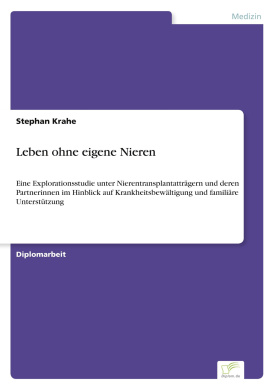 Medizin
Stephan Krahe
Leben ohne eigene Nieren
Eine Explorationsstudie unter Nierentransplantatträgern und deren
Partnerinnen im Hinblick auf Krankheitsbewältigung und familiäre
Unterstützung
Diplomarbeit
diplom.de